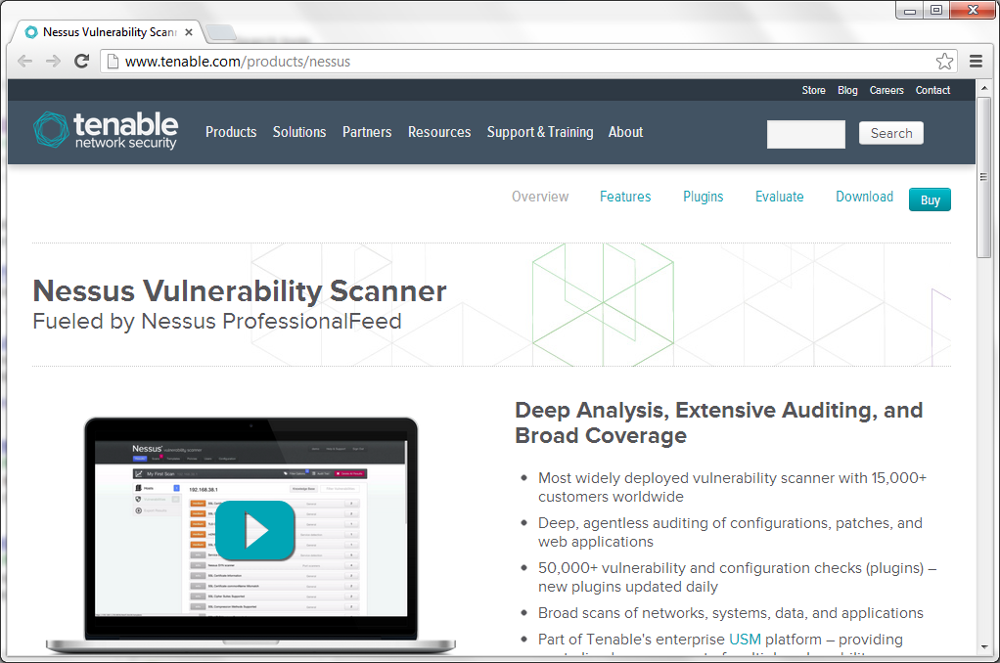 Nessus Vulnerability Scan
www.tenable.com/products/nessus
Store Blog Careers Contact
tenable
network security
Products Solutions Partners Resources Support & Training About
Search
Overview Features Plugins Evaluate Download Buy
Nessus Vulnerability Scanner
Fueled by Nessus ProfessionalFeed
Deep Analysis, Extensive Auditing, and
Broad Coverage
Most widely deployed vulnerability scanner with 15,000+
customers worldwide
Deep, agentless auditing of configurations, patches, and
web applications
50,000+ vulnerability and configuration checks (plugins) –
new plugins updated daily
Broad scans of networks, systems, data, and applications
Part of Tenable's enterprise USM platform – providing
Nessus vulnerability scanner
My First Scan
Hosts
192.168.38.1